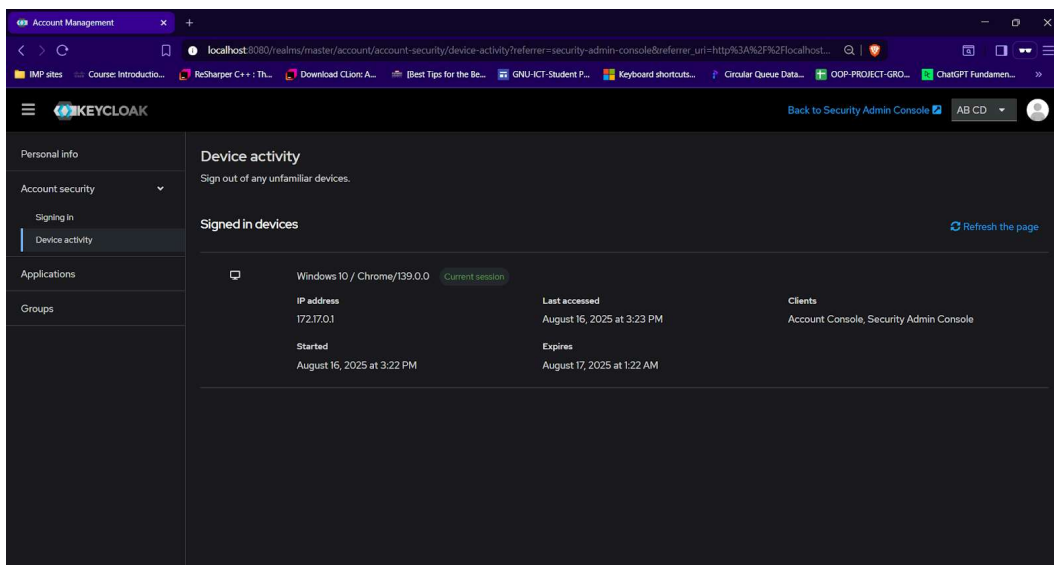 Account Management
localhost:8080/realms/master/account/account-security/device-activity?referrer=security-admin-console&referrer_uri=http%3A%2F%2Flocalhost...
IMP sites Course: Introductio... ReSharper C++ : Th... Download CLion: A... [Best Tips for the Be... GNU-ICT-Student P... Keyboard shortcuts... Circular Queue Data... OOP-PROJECT-GRO... ChatGPT Fundamen... »
KEYCLOAK Back to Security Admin Console AB CD
Personal info
Account security
Signing in
Device activity
Applications
Groups
Device activity
Sign out of any unfamiliar devices.
Signed in devices Refresh the page
Windows 10 / Chrome/139.0.0 Current session
IP address Last accessed Clients
172.17.0.1 August 16, 2025 at 3:23 PM Account Console, Security Admin Console
Started Expires
August 16, 2025 at 3:22 PM August 17, 2025 at 1:22 AM